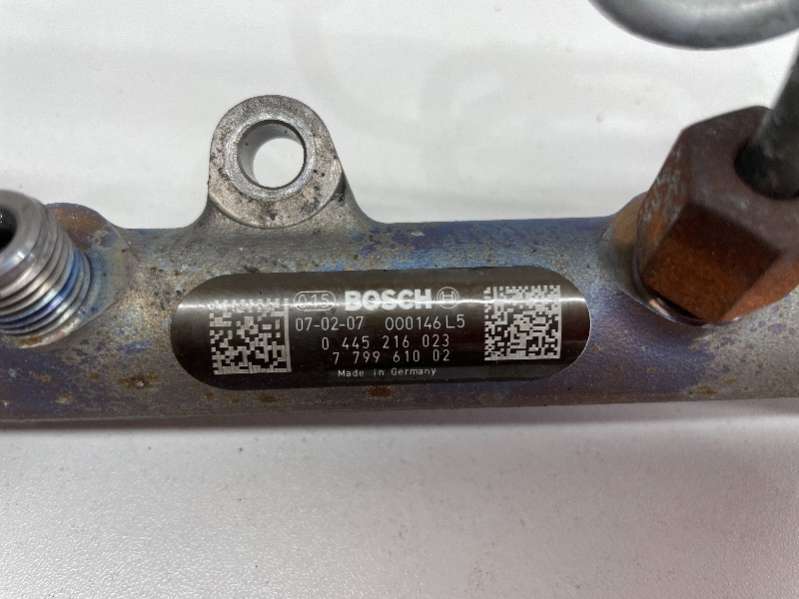 015 BOSCH
07-02-07 000146 L5
0 445 216 023
7 799 610 02
Made in Germany